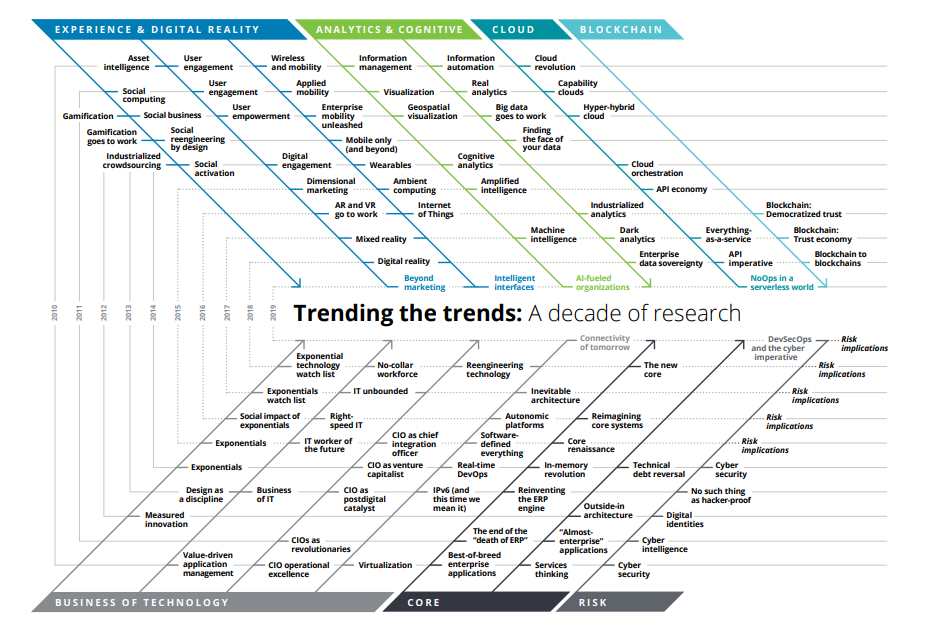 EXPERIENCE & DIGITAL REALITY
ANALYTICS & COGNITIVE
CLOUD
BLOCKCHAIN
Asset
intelligence
User
engagement
Wireless
and mobility
Information
management
Information
automation
Cloud
revolution
Social
computing
User
engagement
Applied
mobility
Visualization
Real
analytics
Capability
clouds
Gamification
Social business
User
empowerment
Enterprise
mobility
unleashed
Geospatial
visualization
Big data
goes to work
Hyper-hybrid
cloud
Gamification
goes to work
Social
reengineering
by design
Mobile only
(and beyond)
Finding
the face of
your data
Industrialized
crowdsourcing
Social
activation
Digital
engagement
Wearables
Cognitive
analytics
Cloud
orchestration
Dimensional
marketing
Ambient
computing
Amplified
intelligence
API economy
AR and VR
go to work
Internet
of Things
Industrialized
analytics
Blockchain:
Democratized trust
Mixed reality
Machine
intelligence
Dark
analytics
Everything-
as-a-service
Blockchain:
Trust economy
Digital reality
Enterprise
data sovereignty
API
imperative
Blockchain to
blockchains
Beyond
marketing
Intelligent
interfaces
AI-fueled
organizations
NoOps in a
serverless world
2010
2011
2012
2013
2014
2015
2016
2017
2018
2019
Trending the trends: A decade of research
Connectivity
of tomorrow
DevSecOps
and the cyber
imperative
Risk
implications
Exponential
technology
watch list
No-collar
workforce
Reengineering
technology
The new
core
Risk
implications
Exponentials
watch list
IT unbounded
Inevitable
architecture
Risk
implications
Social impact of
exponentials
Right-
speed IT
Autonomic
platforms
Reimagining
core systems
Risk
implications
Exponentials
IT worker of
the future
CIO as chief
integration
officer
Software-
defined
everything
Core
renaissance
Risk
implications
Exponentials
CIO as venture
capitalist
Real-time
DevOps
In-memory
revolution
Technical
debt reversal
Cyber
security
Design as
a discipline
Business
of IT
CIO as
postdigital
catalyst
IPv6 (and
this time we
mean it)
Reinventing
the ERP
engine
No such thing
as hacker-proof
Measured
innovation
Outside-in
architecture
Digital
identities
CIOs as
revolutionaries
The end of the
“death of ERP”
“Almost-
enterprise”
applications
Cyber
intelligence
Value-driven
application
management
CIO operational
excellence
Virtualization
Best-of-breed
enterprise
applications
Services
thinking
Cyber
security
BUSINESS OF TECHNOLOGY
CORE
RISK